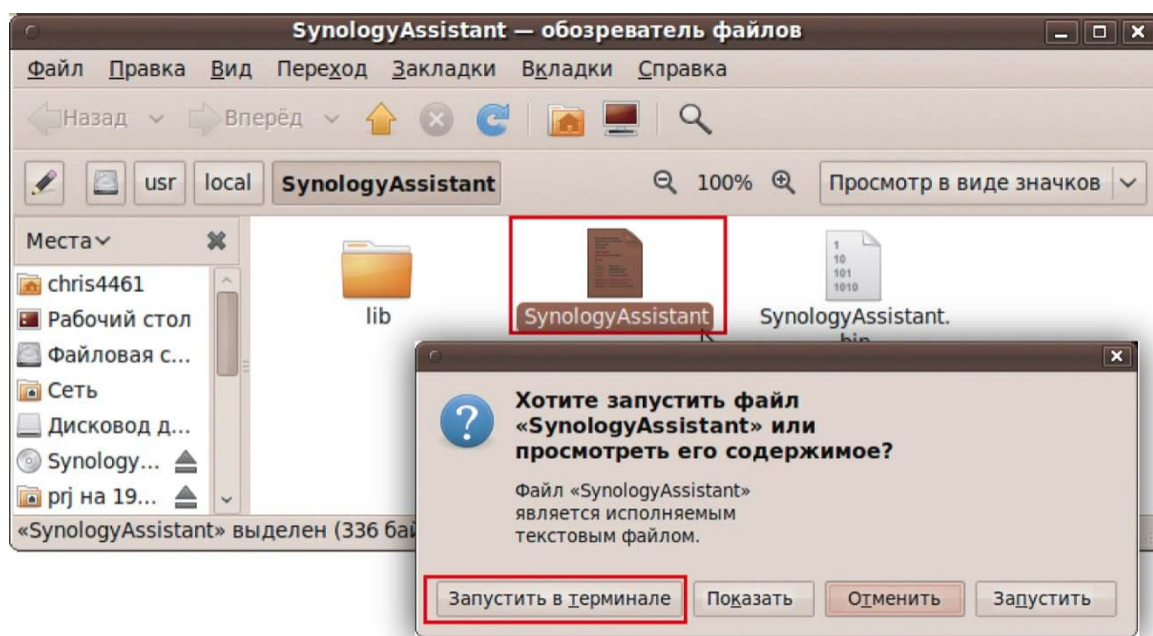 SynologyAssistant — обозреватель файлов
Файл Правка Вид Переход Закладки Вкладки Справка
Назад Вперёд
usr local SynologyAssistant 100% Просмотр в виде значков
Места
chris4461
Рабочий стол
Файловая с...
Сеть
Дисковод д...
Synology...
prj на 19...
lib
SynologyAssistant
1
10
101
1010
SynologyAssistant.
bin
«SynologyAssistant» выделен (336 бай
Хотите запустить файл
«SynologyAssistant» или
просмотреть его содержимое?
Файл «SynologyAssistant»
является исполняемым
текстовым файлом.
Запустить в терминале Показать Отменить Запустить